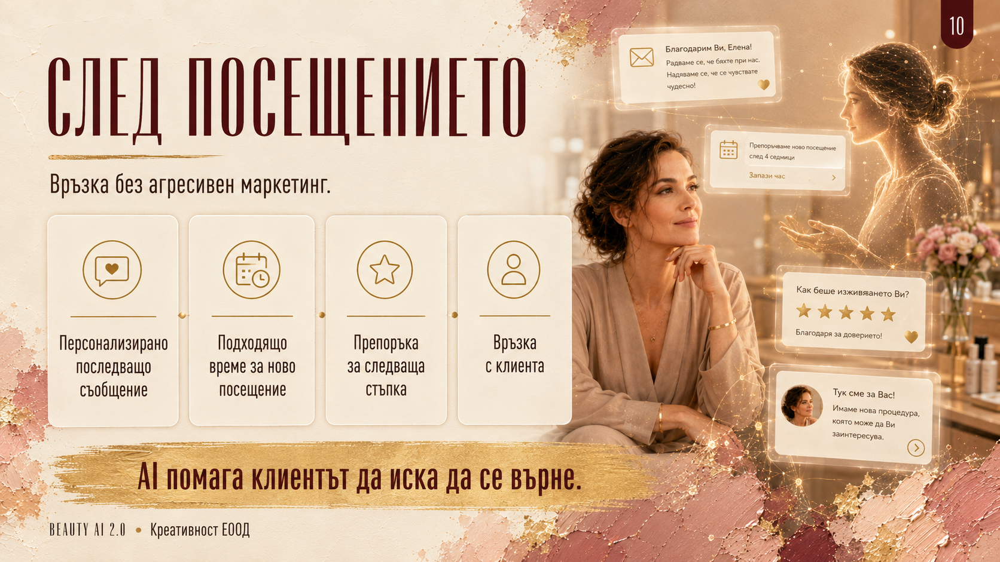 10
СЛЕД ПОСЕЩЕНИЕТО
Връзка без агресивен маркетинг.
Персонализирано
последващо
съобщение
Подходящо
време за ново
посещение
Препоръка
за следваща
стъпка
Връзка
с клиента
AI помага клиентът да иска да се върне.
BEAUTY AI 2.0 • Креативност ЕООД
Благодарим Ви, Елена!
Радваме се, че бяхте при нас.
Надяваме се, че се чувствате
чудесно!
Препоръчваме ново посещение
след 4 седмици
Запази час
Как беше изживяването Ви?
Благодаря за доверието!
Тук сме за Вас!
Имаме нова процедура,
която може да Ви
заинтересува.